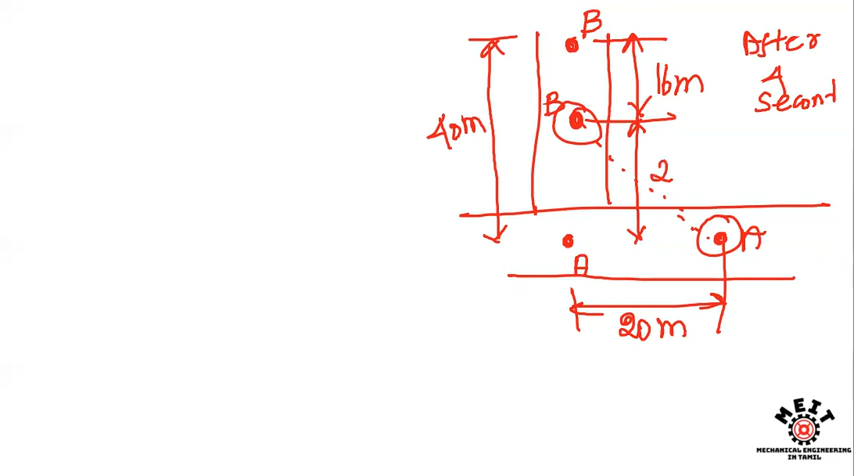 B
After
4
Second
16m
B
40m
2
A
A
20m
MEIT
MECHANICAL ENGINEERING
IN TAMIL